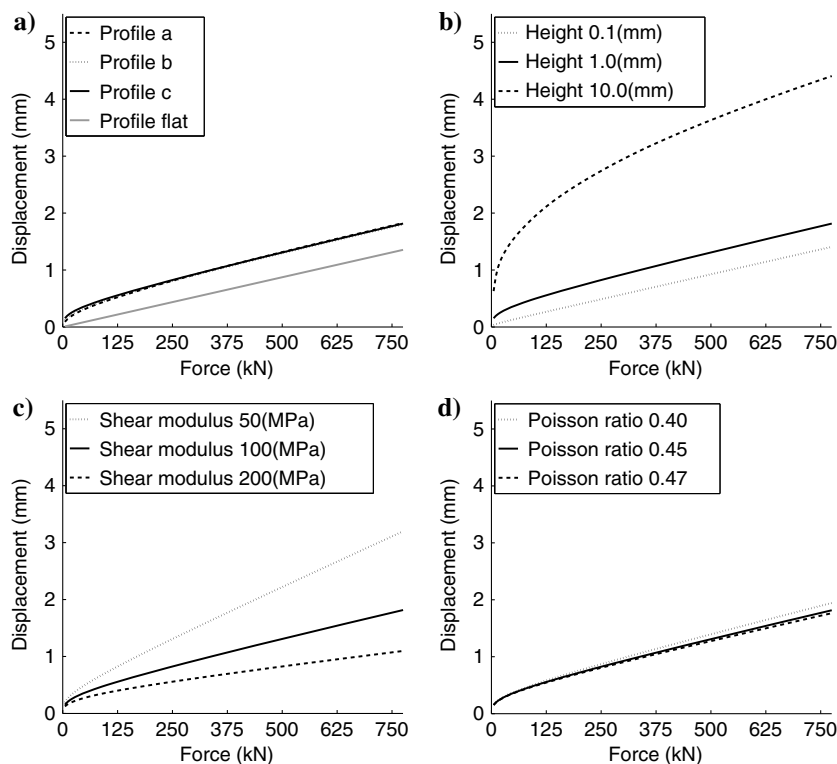 a)
Profile a
Profile b
Profile c
Profile flat
Displacement (mm)
5
4
3
2
1
0
0 125 250 375 500 625 750
Force (kN)
b)
Height 0.1(mm)
Height 1.0(mm)
Height 10.0(mm)
Displacement (mm)
5
4
3
2
1
0
0 125 250 375 500 625 750
Force (kN)
c)
Shear modulus 50(MPa)
Shear modulus 100(MPa)
Shear modulus 200(MPa)
Displacement (mm)
5
4
3
2
1
0
0 125 250 375 500 625 750
Force (kN)
d)
Poisson ratio 0.40
Poisson ratio 0.45
Poisson ratio 0.47
Displacement (mm)
5
4
3
2
1
0
0 125 250 375 500 625 750
Force (kN)